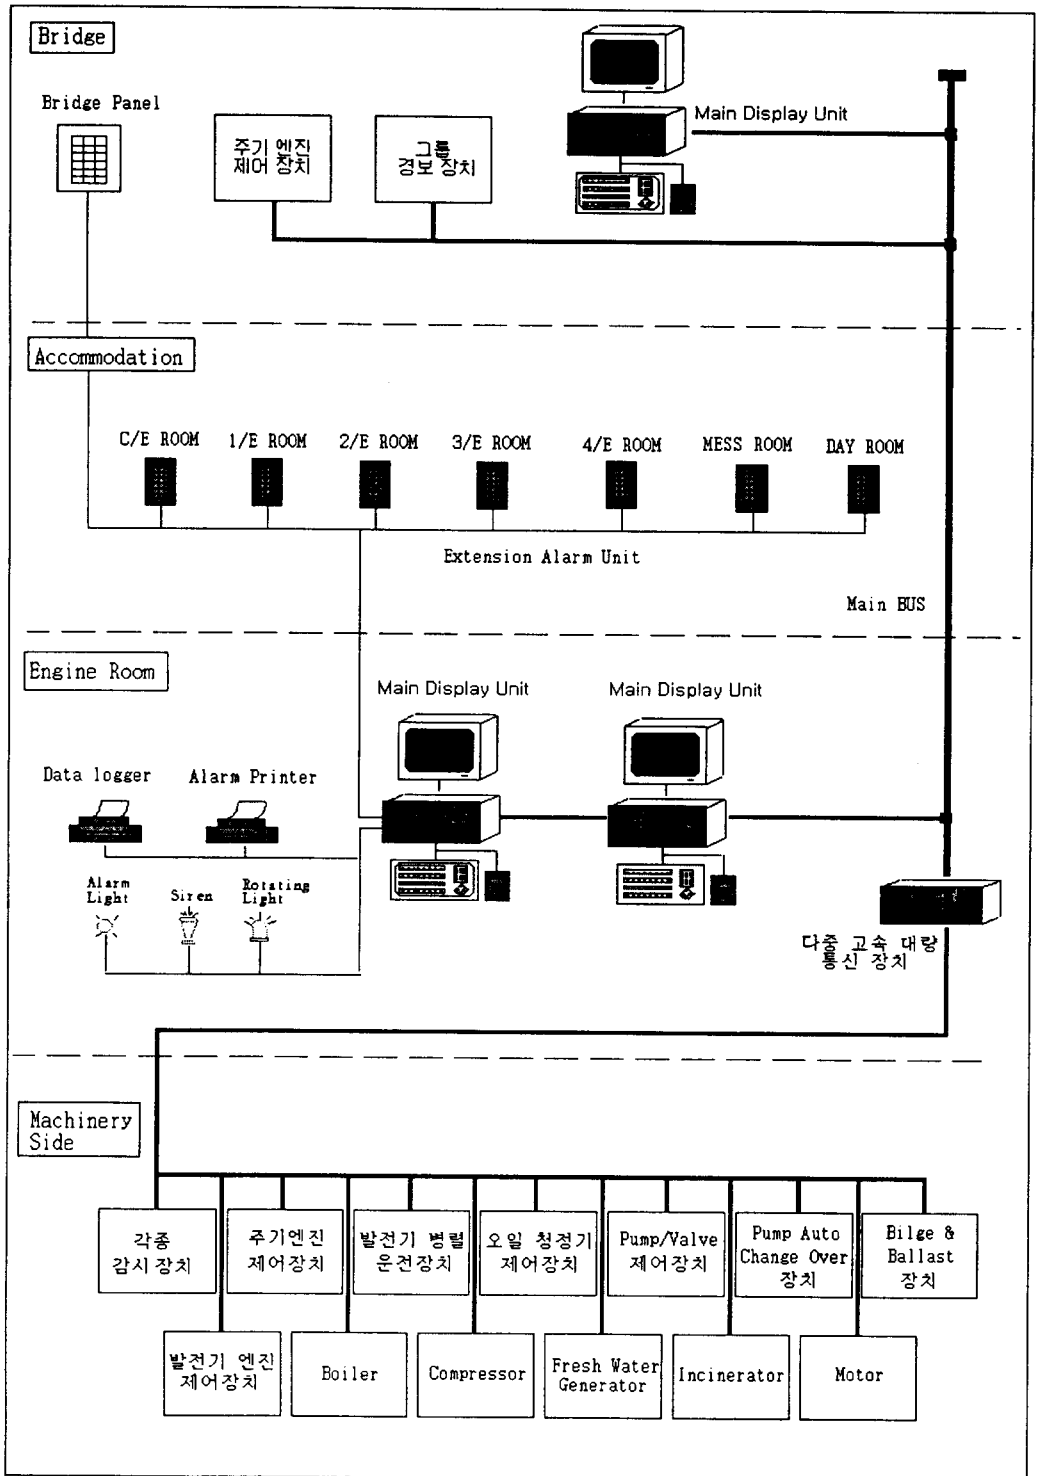 Bridge
Bridge Panel
주기 엔진
제어 장치
그룹
경보 장치
Main Display Unit
Accommodation
C/E ROOM
1/E ROOM
2/E ROOM
3/E ROOM
4/E ROOM
MESS ROOM
DAY ROOM
Extension Alarm Unit
Main BUS
Engine Room
Main Display Unit
Main Display Unit
Data logger
Alarm Printer
Alarm
Light
Siren
Rotating
Light
다중 고속 대량
통신 장치
Machinery
Side
각종
감시 장치
주기엔진
제어장치
발전기 병렬
운전장치
오일 청정기
제어장치
Pump/Valve
제어장치
Pump Auto
Change Over
장치
Bilge &
Ballast
장치
발전기 엔진
제어장치
Boiler
Compressor
Fresh Water
Generator
Incinerator
Motor